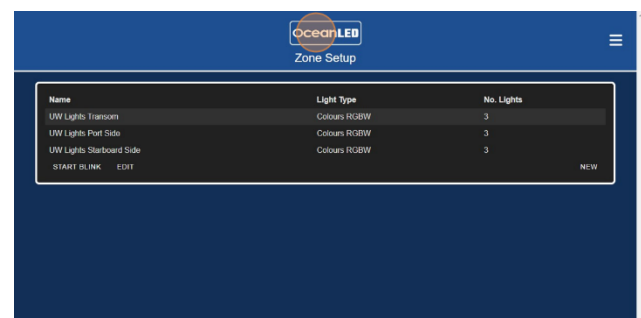 OceanLED
Zone Setup
Name Light Type No. Lights
UW Lights Transom Colours RGBW 3
UW Lights Port Side Colours RGBW 3
UW Lights Starboard Side Colours RGBW 3
START BLINK EDIT NEW